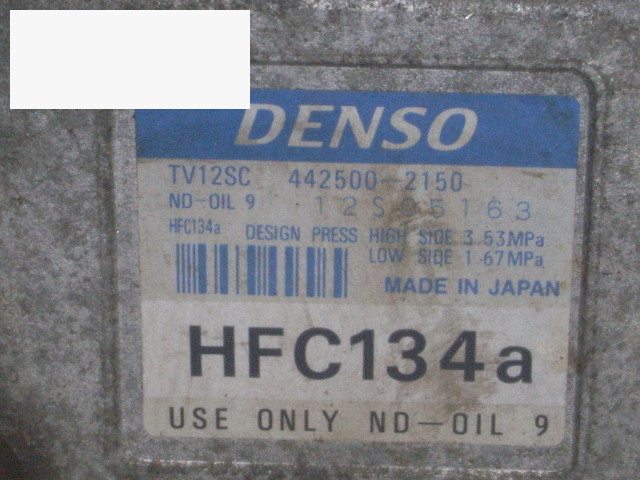 DENSO
TV12SC 442500-2150
ND-OIL 9 12S05163
HFC134a DESIGN PRESS HIGH SIDE 3.53MPa
LOW SIDE 1.67MPa
MADE IN JAPAN
HFC134a
USE ONLY ND-OIL 9